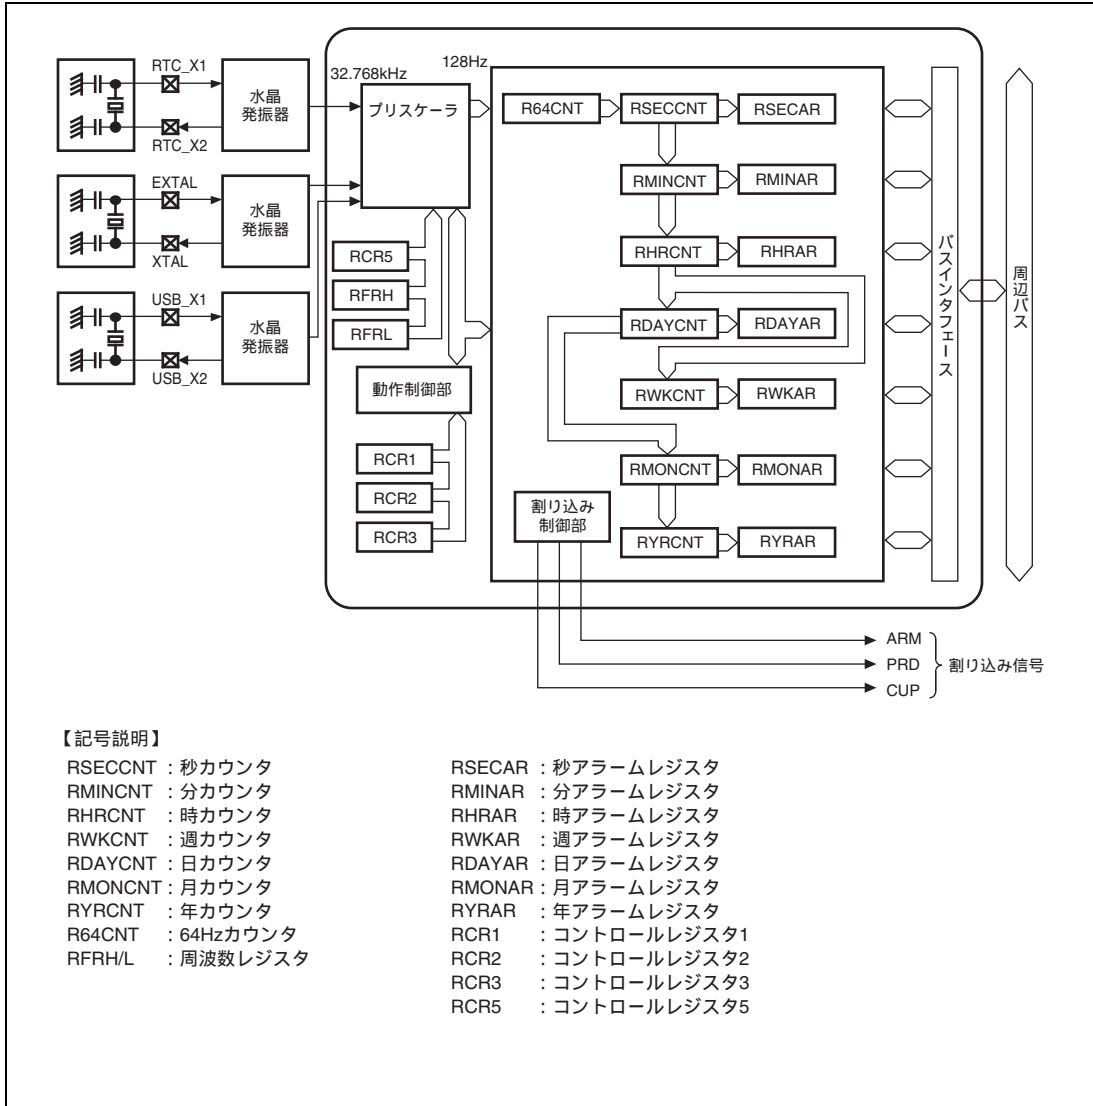 RTC_X1
RTC_X2
水晶
発振器
EXTAL
XTAL
水晶
発振器
USB_X1
USB_X2
水晶
発振器
32.768kHz
128Hz
プリスケーラ
RCR5
RFRH
RFRL
動作制御部
RCR1
RCR2
RCR3
R64CNT
RSECCNT
RSECAR
RMINCNT
RMINAR
RHRCNT
RHRAR
RDAYCNT
RDAYAR
RWKCNT
RWKAR
RMONCNT
RMONAR
RYRCNT
RYRAR
割り込み
制御部
バスインタフェース
周辺バス
ARM
PRD
CUP
割り込み信号
【記号説明】
RSECCNT：秒カウンタ
RMINCNT：分カウンタ
RHRCNT：時カウンタ
RWKCNT：週カウンタ
RDAYCNT：日カウンタ
RMONCNT：月カウンタ
RYRCNT：年カウンタ
R64CNT：64Hzカウンタ
RFRH/L：周波数レジスタ
RSECAR：秒アラームレジスタ
RMINAR：分アラームレジスタ
RHRAR：時アラームレジスタ
RWKAR：週アラームレジスタ
RDAYAR：日アラームレジスタ
RMONAR：月アラームレジスタ
RYRAR：年アラームレジスタ
RCR1：コントロールレジスタ1
RCR2：コントロールレジスタ2
RCR3：コントロールレジスタ3
RCR5：コントロールレジスタ5